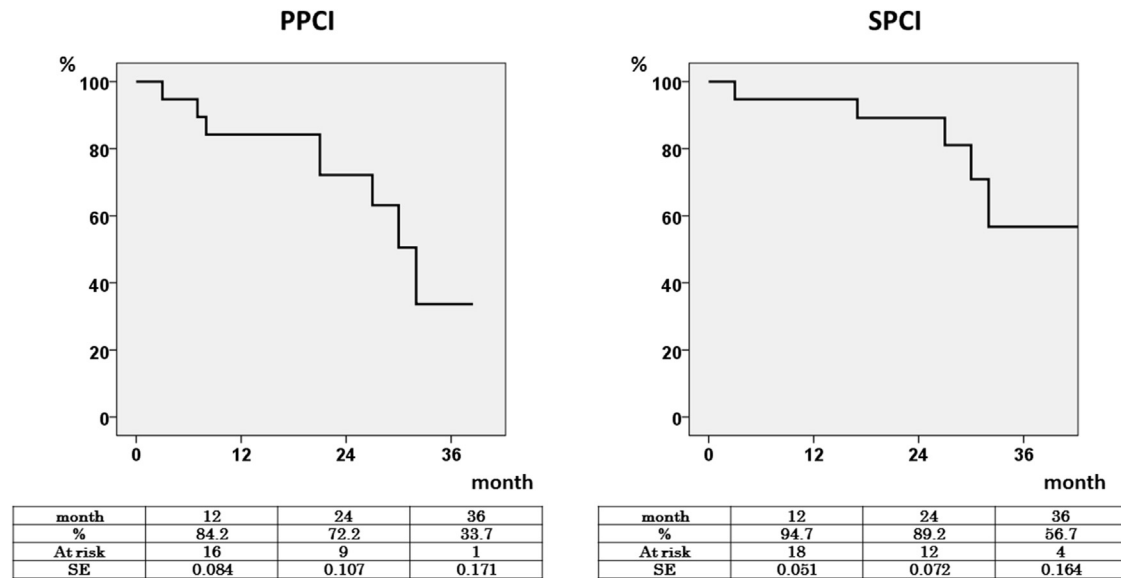 PPCI
%
100
80
60
40
20
0
0 12 24 36
month
month 12 24 36
% 84.2 72.2 33.7
At risk 16 9 1
SE 0.084 0.107 0.171
SPCI
%
100
80
60
40
20
0
0 12 24 36
month
month 12 24 36
% 94.7 89.2 56.7
At risk 18 12 4
SE 0.051 0.072 0.164